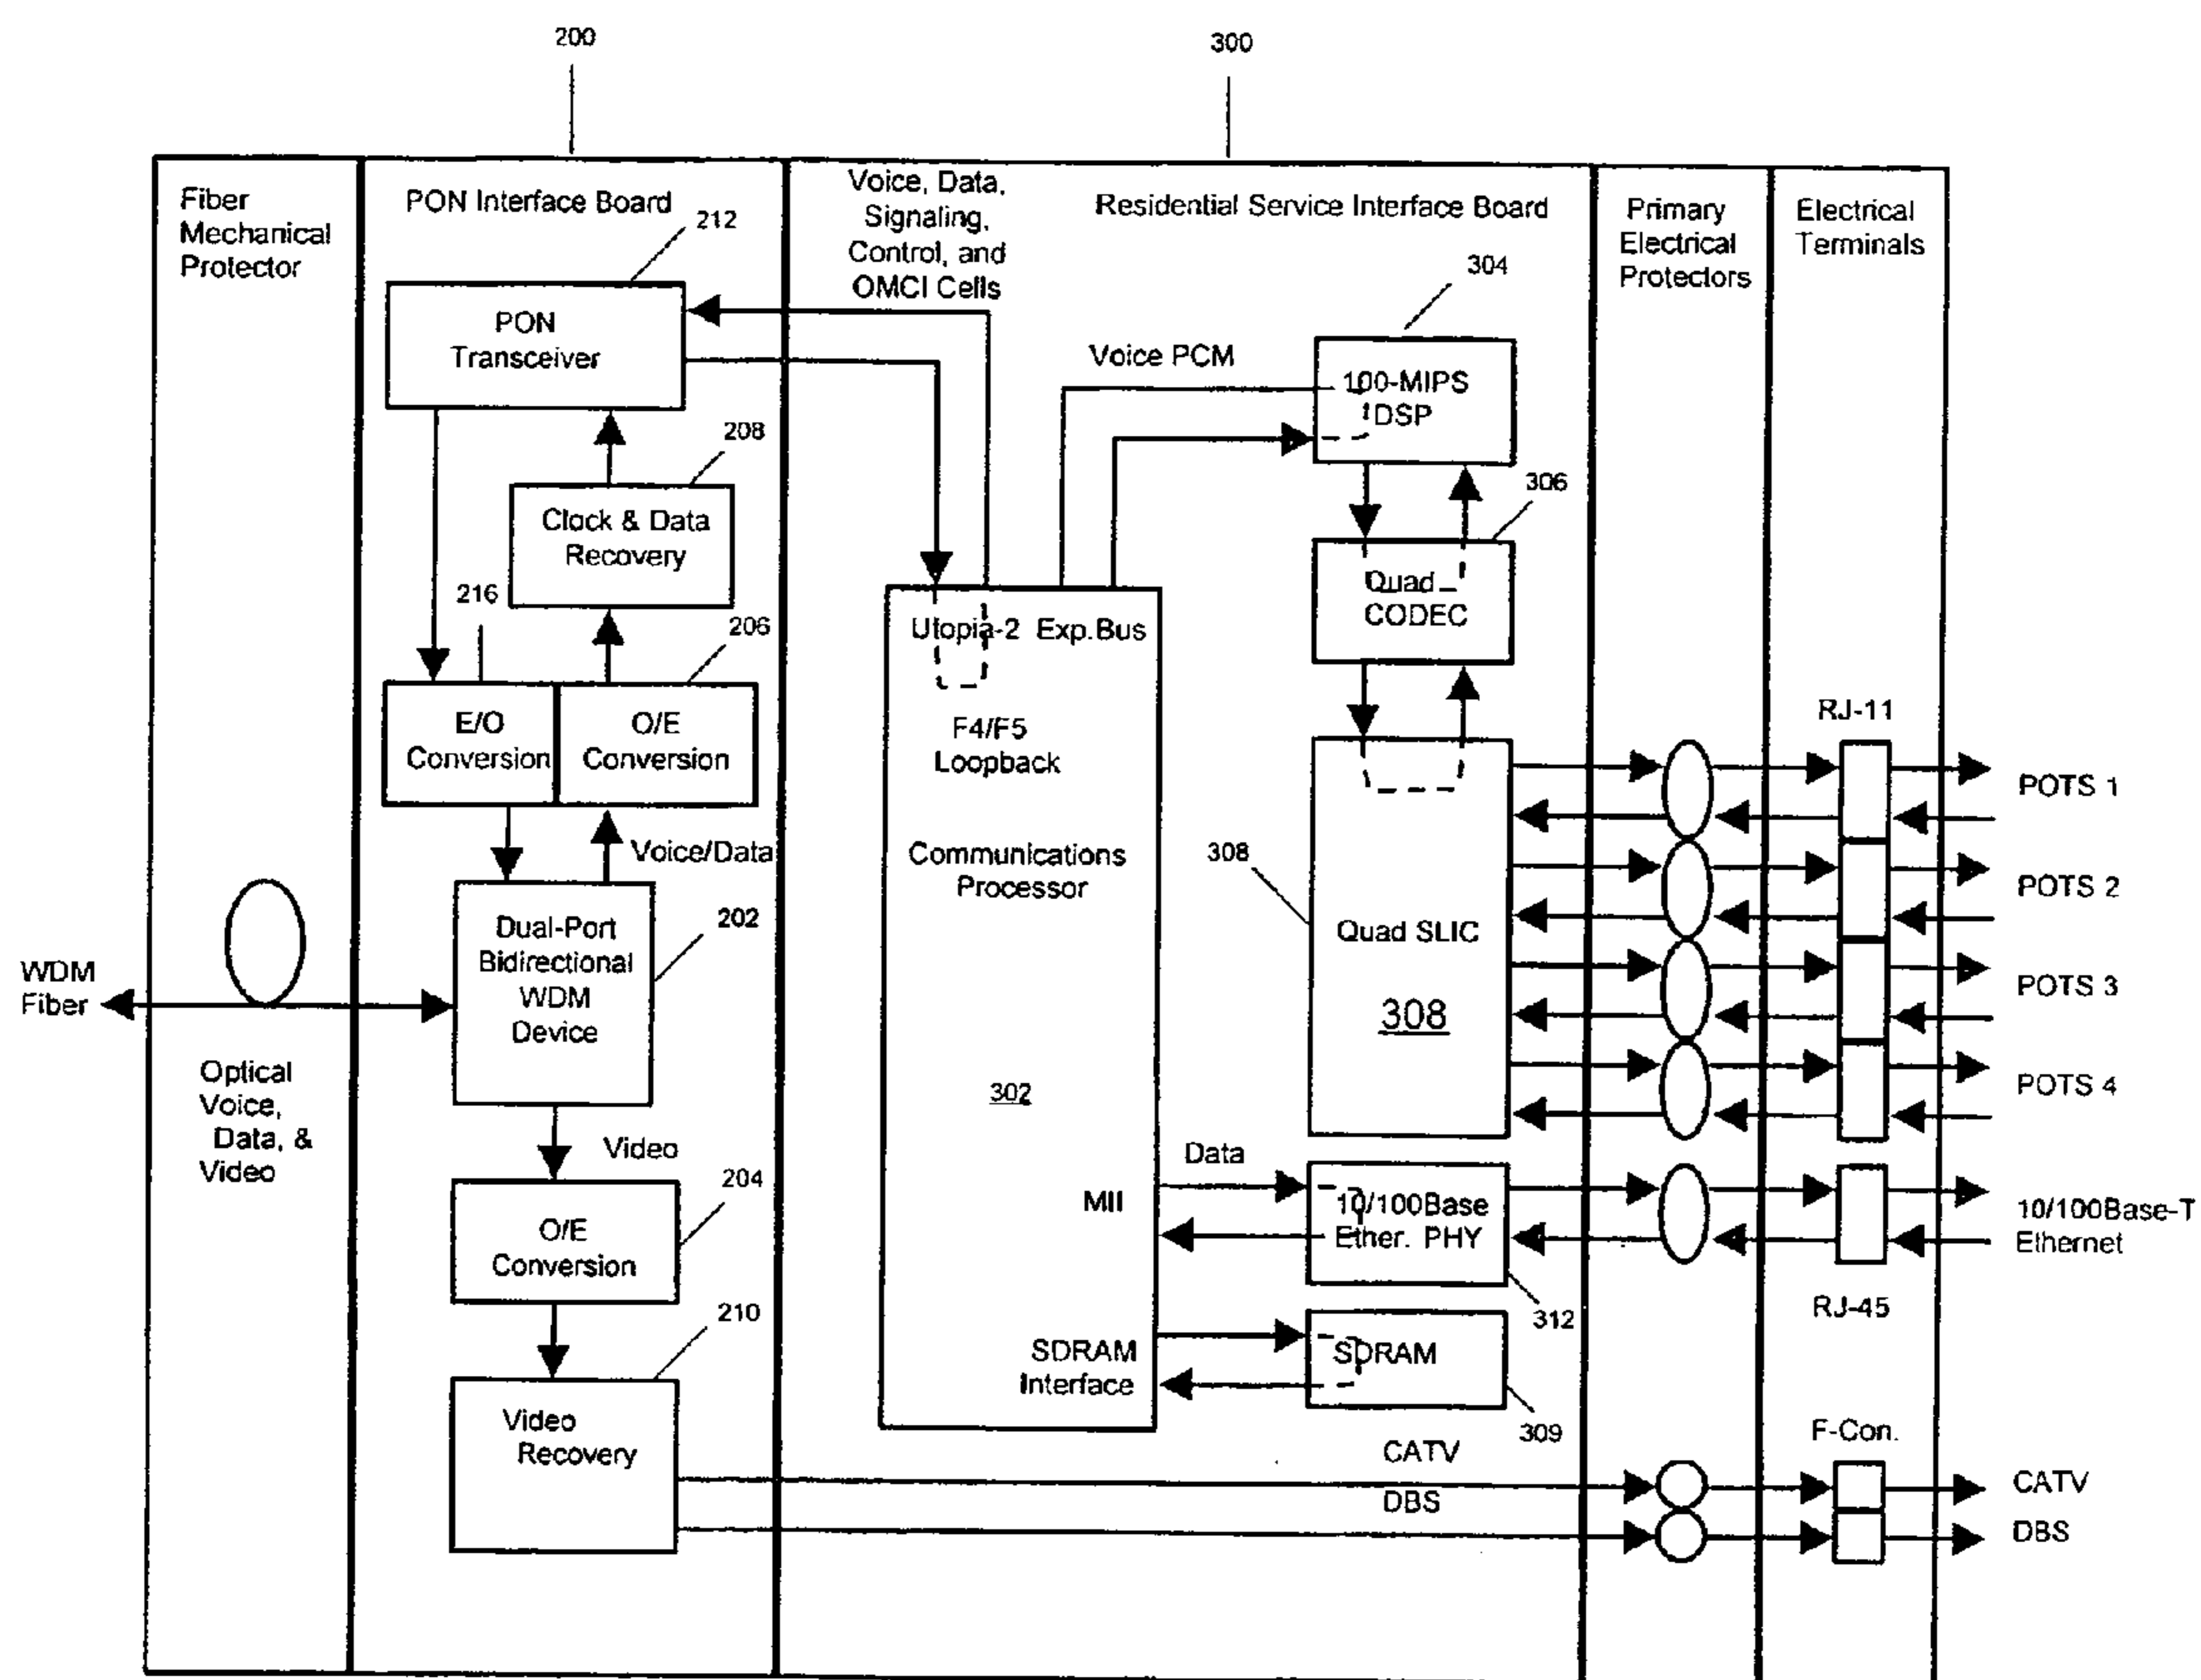 200
300
Fiber
Mechanical
Protector
PON Interface Board
212
PON
Transceiver
208
Clock & Data
Recovery
216
206
E/O
Conversion
O/E
Conversion
Voice/Data
Dual-Port
Bidirectional
WDM
Device
202
WDM
Fiber
Optical
Voice,
Data, &
Video
Video
204
O/E
Conversion
210
Video
Recovery
Voice, Data,
Signaling,
Control, and
OMCI Cells
Residential Service Interface Board
304
Voice PCM
100-MIPS
DSP
306
Quad
CODEC
Utopia-2 Exp.Bus
F4/F5
Loopback
Communications
Processor
302
308
Quad SLIC
308
Data
MII
10/100Base
Ether. PHY
312
SDRAM
Interface
SDRAM
309
CATV
DBS
Primary
Electrical
Protectors
Electrical
Terminals
RJ-11
POTS 1
POTS 2
POTS 3
POTS 4
10/100Base-T
Ethernet
RJ-45
F-Con.
CATV
DBS